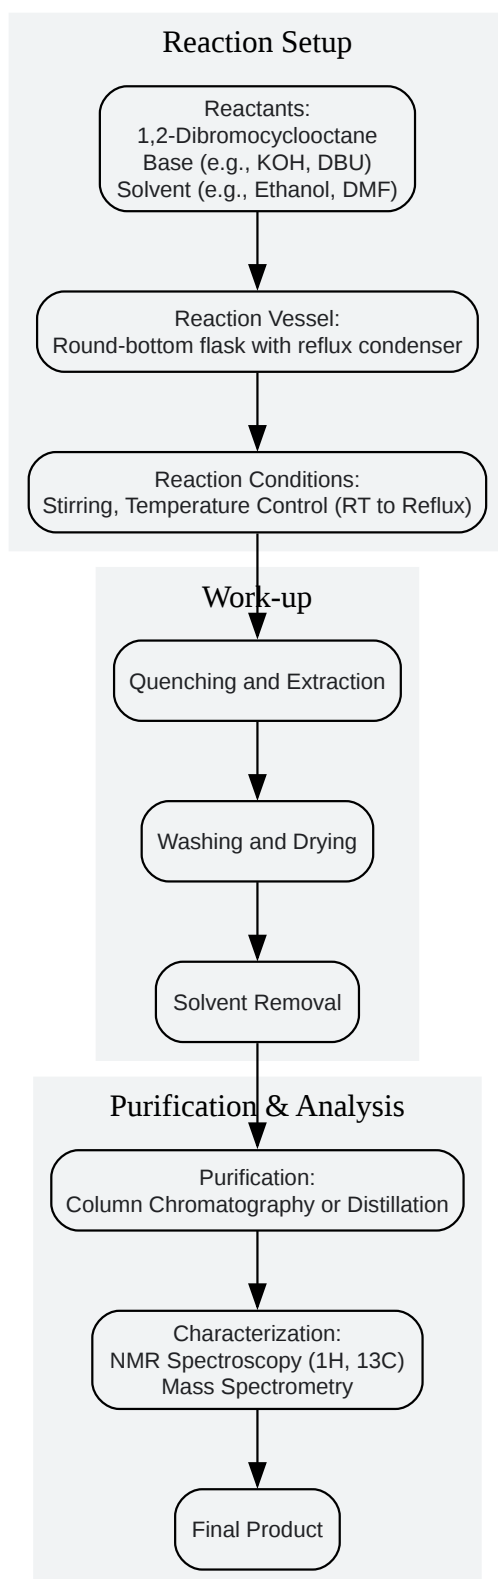 Reaction Setup
Reactants:
1,2-Dibromocyclooctane
Base (e.g., KOH, DBU)
Solvent (e.g., Ethanol, DMF)
Reaction Vessel:
Round-bottom flask with reflux condenser
Reaction Conditions:
Stirring, Temperature Control (RT to Reflux)
Work-up
Quenching and Extraction
Washing and Drying
Solvent Removal
Purification & Analysis
Purification:
Column Chromatography or Distillation
Characterization:
NMR Spectroscopy (1H, 13C)
Mass Spectrometry
Final Product